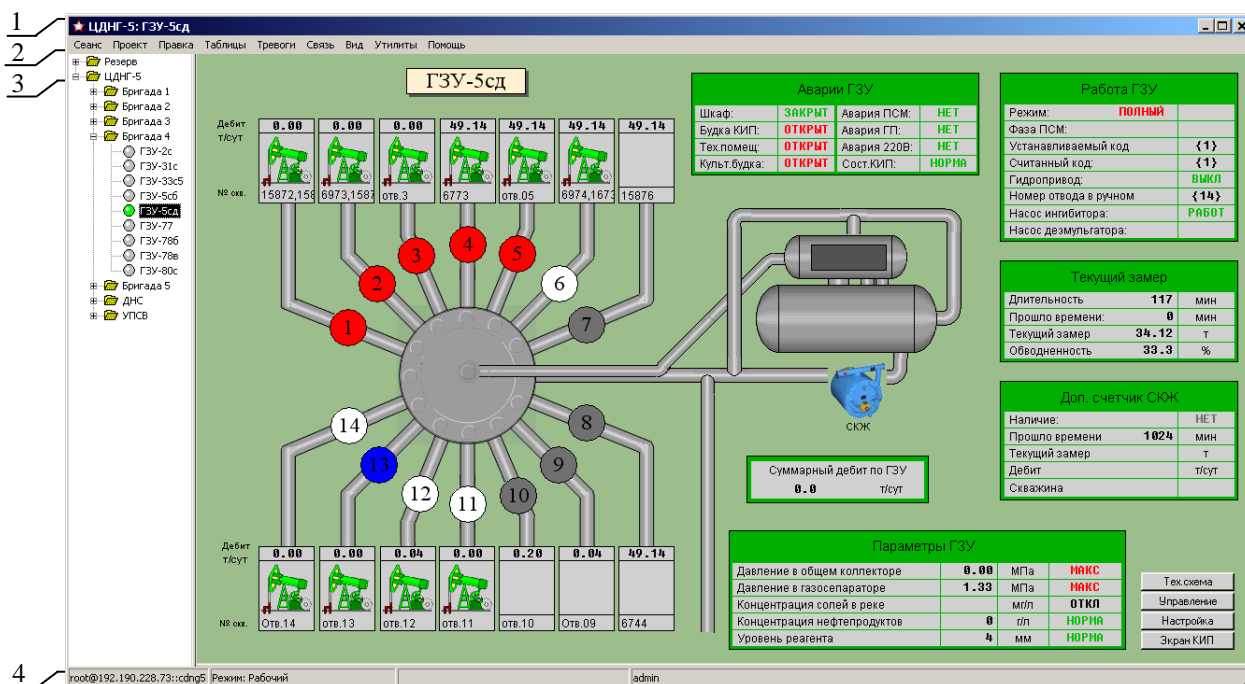 1
2
3
4
ЦДНГ-5: ГЗУ-5сд
Сеанс Проект Правка Таблицы Тревоги Связь Вид Утилиты Помощь
Резерв
ЦДНГ-5
Бригада 1
Бригада 2
Бригада 3
Бригада 4
ГЗУ-2с
ГЗУ-31с
ГЗУ-33с5
ГЗУ-5сб
ГЗУ-5сд
ГЗУ-77
ГЗУ-78б
ГЗУ-78в
ГЗУ-80с
Бригада 5
ДНС
УПСВ
ГЗУ-5сд
Дебит
т/сут
0.00 0.00 0.00 49.14 49.14 49.14 49.14
№ скв.
15872,158 6973,1587 отв.3 6773 отв.05 6974,1673 15876
1
2
3
4
5
6
7
8
9
10
11
12
13
14
Дебит
т/сут
0.00 0.00 0.04 0.00 0.20 0.04 49.14
№ скв.
Отв.14 отв.13 отв.12 отв.11 отв.10 Отв.09 6744
Аварии ГЗУ
Шкаф: ЗАКРЫТ Авария ПСМ: НЕТ
Будка КИП: ОТКРЫТ Авария ГП: НЕТ
Тех.помещ: ОТКРЫТ Авария 220В: НЕТ
Культ.будка: ОТКРЫТ Сост.КИП: НОРМА
Работа ГЗУ
Режим: ПОЛНЫЙ
Фаза ПСМ:
Устанавливаемый код {1}
Считанный код: {1}
Гидропривод: ВЫКЛ
Номер отвода в ручном {14}
Насос ингибитора: РАБОТ
Насос деэмульгатора:
Текущий замер
Длительность 117 мин
Прошло времени: 0 мин
Текущий замер 34.12 т
Обводненность 33.3 %
Доп. счетчик СКЖ
Наличие: НЕТ
Прошло времени 1024 мин
Текущий замер т
Дебит т/сут
Скважина
СКЖ
Суммарный дебит по ГЗУ
0.0 т/сут
Параметры ГЗУ
Давление в общем коллекторе 0.00 МПа МАКС
Давление в газосепараторе 1.33 МПа МАКС
Концентрация солей в реке мг/л ОТКЛ
Концентрация нефтепродуктов 0 г/л НОРМА
Уровень реагента 4 мм НОРМА
Тех.схема
Управление
Настройка
Экран КИП
root@192.190.228.73::cdng5 Режим: Рабочий admin